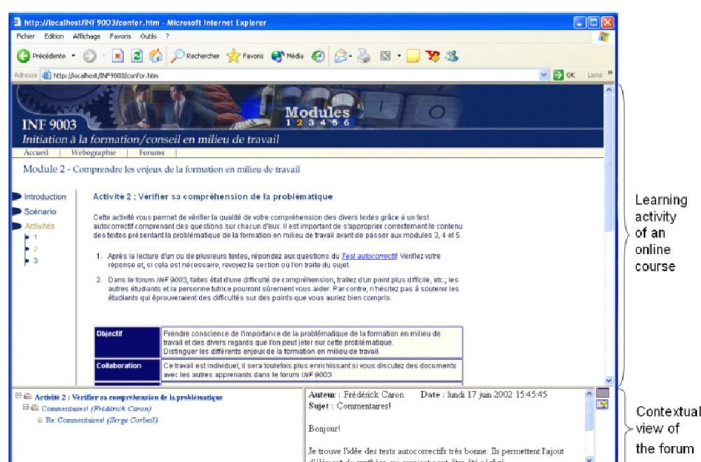 http://localhost/INF9003/confer.htm - Microsoft Internet Explorer
Fichier Edition Affichage Favoris Outils ?
Précédente Rechercher Favoris Média
Adresse http://localhost/INF9003/confer.htm OK Liens »
Modules
1 2 3 4 5 6
INF 9003
Initiation à la formation/conseil en milieu de travail
Accueil | Webographie | Forums |
Module 2 - Comprendre les enjeux de la formation en milieu de travail
Introduction
Scénario
Activités
1
2
3
Activité 2 : Vérifier sa compréhension de la problématique
Cette activité vous permet de vérifier la qualité de votre compréhension des divers textes grâce à un test
autocorrectif comprenant des questions sur chacun d'eux. Il est important de s'approprier correctement le contenu
des textes présentant la problématique de la formation en milieu de travail avant de passer aux modules 3, 4 et 5.
1. Après la lecture d'un ou de plusieurs textes, répondez aux questions du Test autocorrectif. Vérifiez votre
réponse et, si cela est nécessaire, revoyez la section où l'on traite du sujet.
2. Dans le forum INF 9003, faites état d'une difficulté de compréhension, traitez d'un point plus difficile, etc.; les
autres étudiants et la personne tutrice pourront sûrement vous aider. Par contre, n'hésitez pas à soutenir les
étudiants qui éprouveraient des difficultés sur des points que vous auriez bien compris.
Objectif
Prendre conscience de l'importance de la problématique de la formation en milieu de
travail et des divers regards que l'on peut jeter sur cette problématique.
Distinguer les différents enjeux de la formation en milieu de travail.
Collaboration
Ce travail est individuel; il sera toutefois plus enrichissant si vous discutez des documents
avec les autres apprenants dans le forum INF 9003.
Activité 2 : Vérifier sa compréhension de la problématique
Commentaires! (Frédérick Caron)
Re: Commentaires! (Serge Corbeil)
Auteur : Frédérick Caron Date : lundi 17 juin 2002 15:45:45
Sujet : Commentaires!
Bonjour!
Je trouve l'idée des tests autocorrectifs très bonne. Ils permettent l'ajout
Learning
activity
of an
online
course
Contextual
view of
the forum